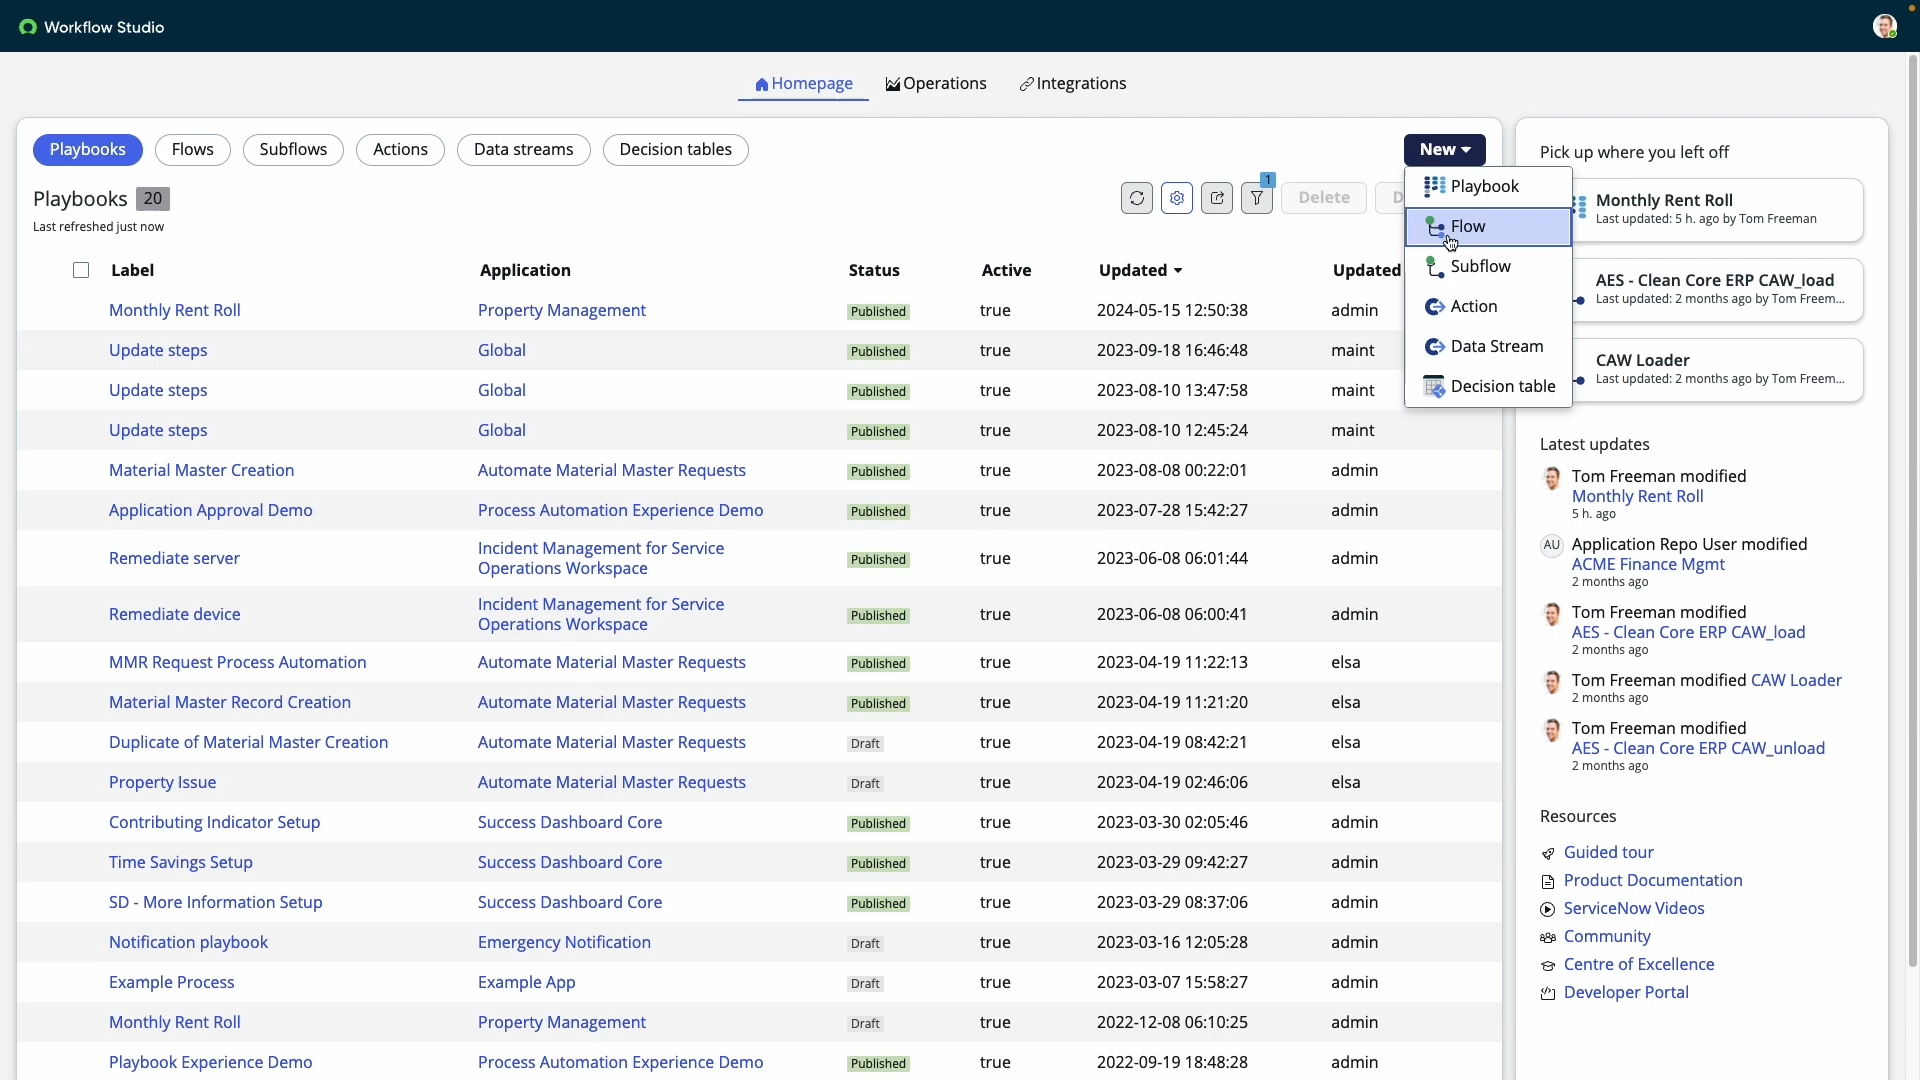 Workflow Studio
Homepage Operations Integrations
Playbooks Flows Subflows Actions Data streams Decision tables New
Playbooks 20
Last refreshed just now
1
Delete D
Playbook
Flow
Subflow
Action
Data Stream
Decision table
Label Application Status Active Updated Updated
Monthly Rent Roll Property Management Published true 2024-05-15 12:50:38 admin
Update steps Global Published true 2023-09-18 16:46:48 maint
Update steps Global Published true 2023-08-10 13:47:58 maint
Update steps Global Published true 2023-08-10 12:45:24 maint
Material Master Creation Automate Material Master Requests Published true 2023-08-08 00:22:01 admin
Application Approval Demo Process Automation Experience Demo Published true 2023-07-28 15:42:27 admin
Remediate server Incident Management for Service
Operations Workspace Published true 2023-06-08 06:01:44 admin
Remediate device Incident Management for Service
Operations Workspace Published true 2023-06-08 06:00:41 admin
MMR Request Process Automation Automate Material Master Requests Published true 2023-04-19 11:22:13 elsa
Material Master Record Creation Automate Material Master Requests Published true 2023-04-19 11:21:20 elsa
Duplicate of Material Master Creation Automate Material Master Requests Draft true 2023-04-19 08:42:21 elsa
Property Issue Automate Material Master Requests Draft true 2023-04-19 02:46:06 elsa
Contributing Indicator Setup Success Dashboard Core Published true 2023-03-30 02:05:46 admin
Time Savings Setup Success Dashboard Core Published true 2023-03-29 09:42:27 admin
SD - More Information Setup Success Dashboard Core Published true 2023-03-29 08:37:06 admin
Notification playbook Emergency Notification Draft true 2023-03-16 12:05:28 admin
Example Process Example App Draft true 2023-03-07 15:58:27 admin
Monthly Rent Roll Property Management Draft true 2022-12-08 06:10:25 admin
Playbook Experience Demo Process Automation Experience Demo Published true 2022-09-19 18:48:28 admin
Pick up where you left off
Monthly Rent Roll
Last updated: 5 h. ago by Tom Freeman
AES - Clean Core ERP CAW_load
Last updated: 2 months ago by Tom Freem...
CAW Loader
Last updated: 2 months ago by Tom Freem...
Latest updates
Tom Freeman modified
Monthly Rent Roll
5 h. ago
AU Application Repo User modified
ACME Finance Mgmt
2 months ago
Tom Freeman modified
AES - Clean Core ERP CAW_load
2 months ago
Tom Freeman modified CAW Loader
2 months ago
Tom Freeman modified
AES - Clean Core ERP CAW_unload
2 months ago
Resources
Guided tour
Product Documentation
ServiceNow Videos
Community
Centre of Excellence
Developer Portal